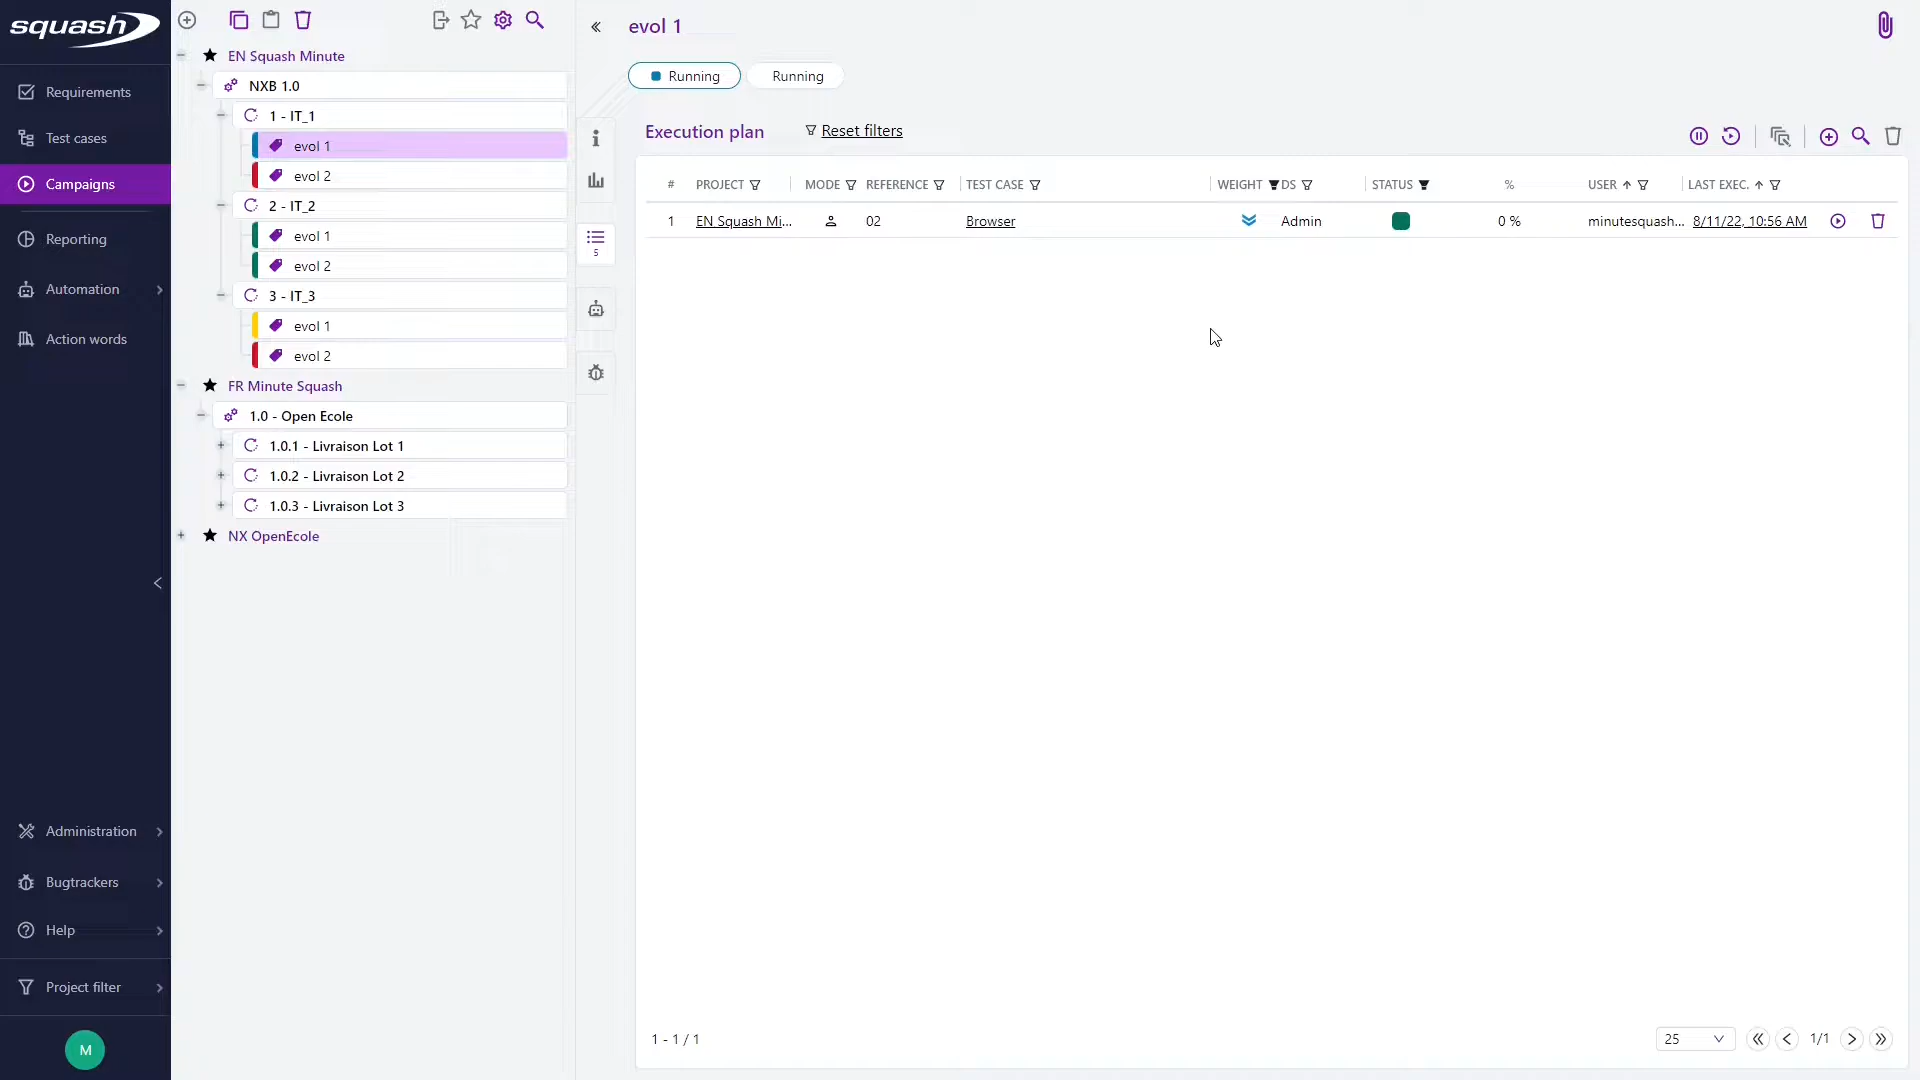 squash
Requirements
Test cases
Campaigns
Reporting
Automation
Action words
Administration
Bugtrackers
Help
Project filter
M
EN Squash Minute
NXB 1.0
1 - IT_1
evol 1
evol 2
2 - IT_2
evol 1
evol 2
3 - IT_3
evol 1
evol 2
FR Minute Squash
1.0 - Open Ecole
1.0.1 - Livraison Lot 1
1.0.2 - Livraison Lot 2
1.0.3 - Livraison Lot 3
NX OpenEcole
evol 1
Running Running
5
Execution plan Reset filters
# PROJECT MODE REFERENCE TEST CASE WEIGHT DS STATUS % USER LAST EXEC.
1 EN Squash Mi... 02 Browser Admin 0 % minutesquash... 8/11/22, 10:56 AM
1 - 1 / 1 25 1/1